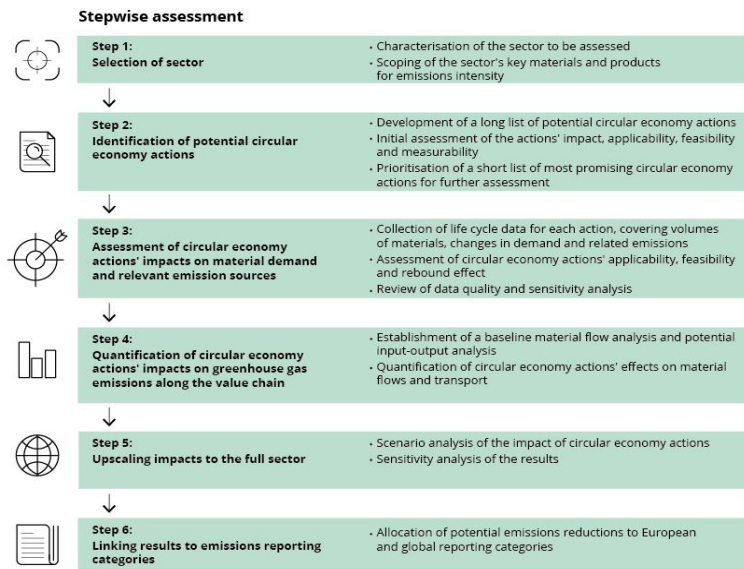 Stepwise assessment
Step 1:
Selection of sector
• Characterisation of the sector to be assessed
• Scoping of the sector's key materials and products
for emissions intensity
Step 2:
Identification of potential circular
economy actions
• Development of a long list of potential circular economy actions
• Initial assessment of the actions' impact, applicability, feasibility
and measurability
• Prioritisation of a short list of most promising circular economy
actions for further assessment
Step 3:
Assessment of circular economy
actions' impacts on material demand
and relevant emission sources
• Collection of life cycle data for each action, covering volumes
of materials, changes in demand and related emissions
• Assessment of circular economy actions' applicability, feasibility
and rebound effect
• Review of data quality and sensitivity analysis
Step 4:
Quantification of circular economy
actions' impacts on greenhouse gas
emissions along the value chain
• Establishment of a baseline material flow analysis and potential
input-output analysis
• Quantification of circular economy actions' effects on material
flows and transport
Step 5:
Upscaling impacts to the full sector
• Scenario analysis of the impact of circular economy actions
• Sensitivity analysis of the results
Step 6:
Linking results to emissions reporting
categories
• Allocation of potential emissions reductions to European
and global reporting categories